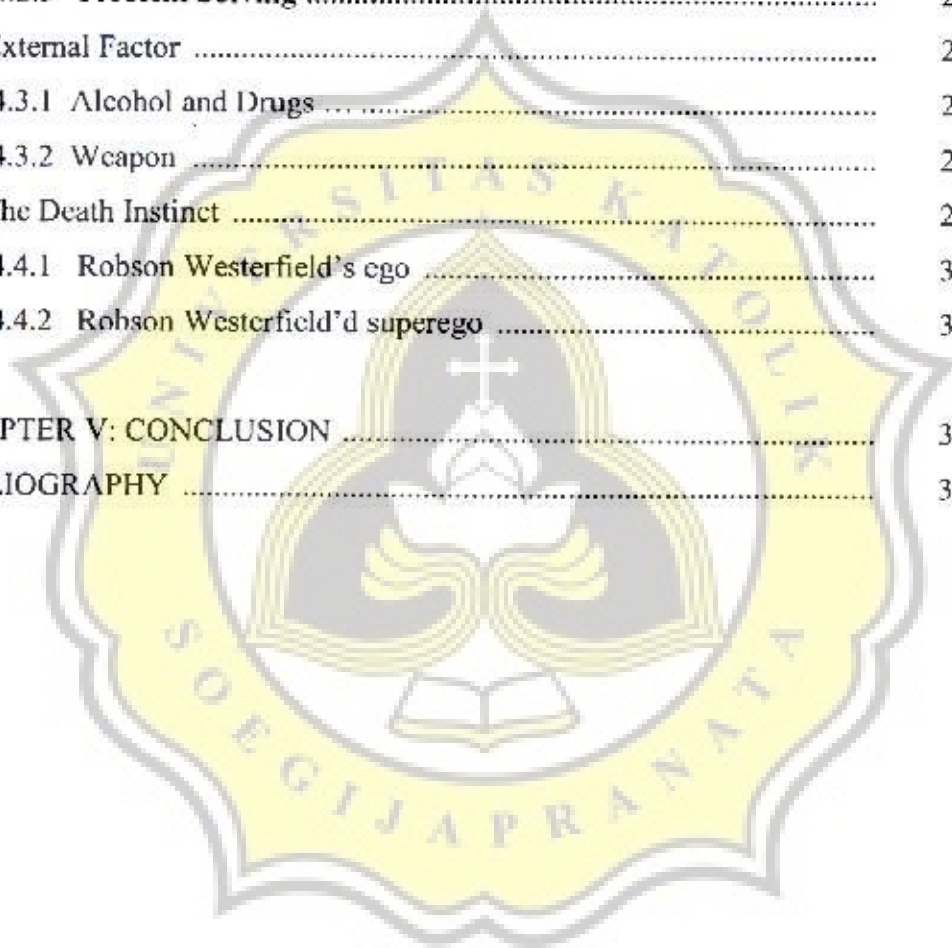 Problem Solving .......... 2
External Factor .......... 2
4.3.1 Alcohol and Drugs .......... 2
4.3.2 Weapon .......... 2
The Death Instinct .......... 2
4.4.1 Robson Westerfield's ego .......... 3
4.4.2 Robson Westerfield'd superego .......... 3
PTER V: CONCLUSION .......... 3
LIOGRAPHY .......... 3
UNIVERSITAS KATOLIK
SOEGIJAPRANATA